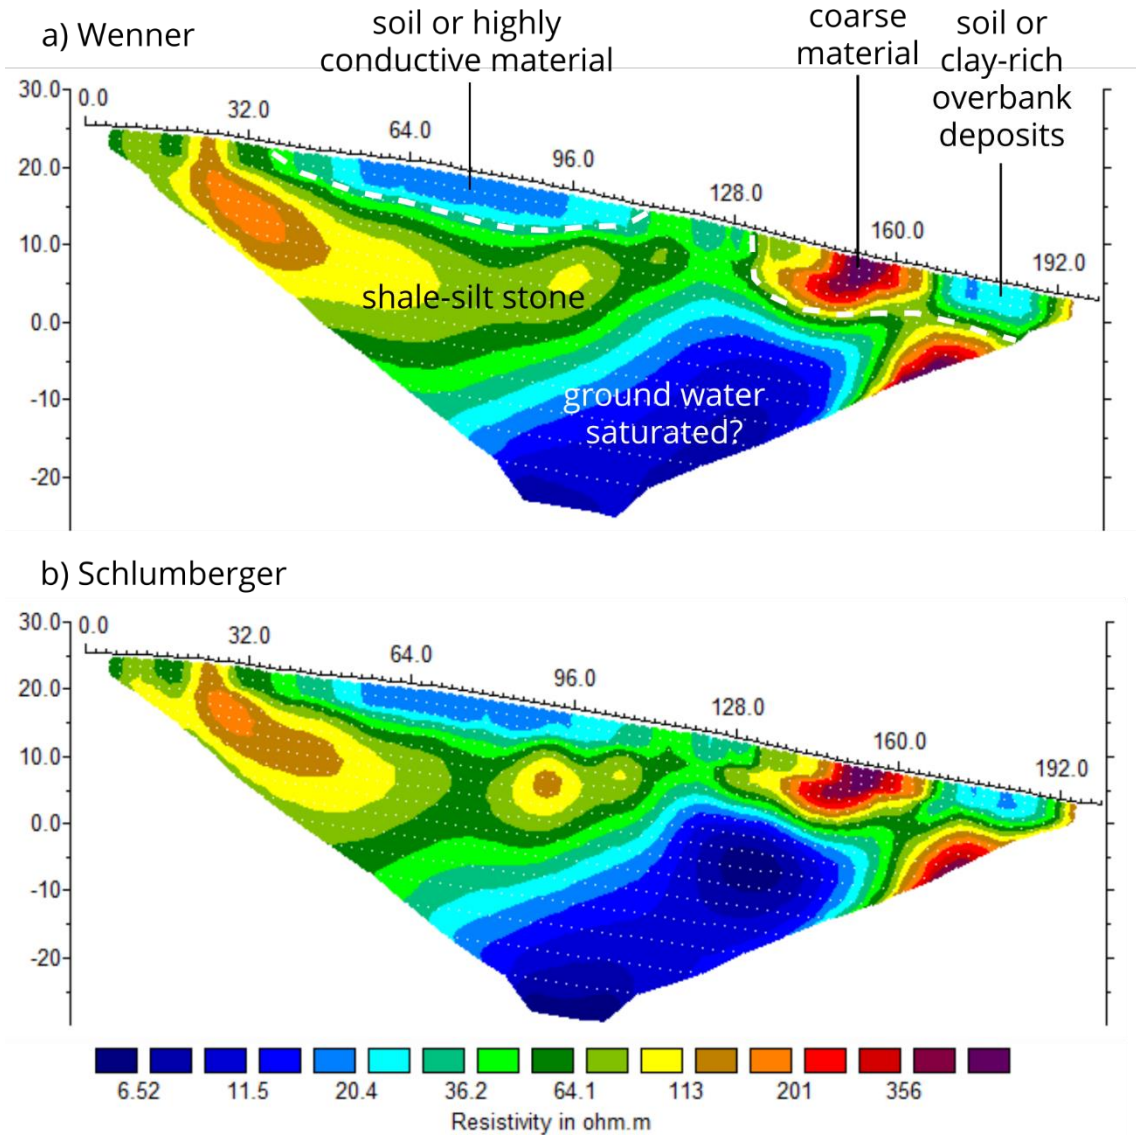 a) Wenner
soil or highly
conductive material
coarse
material
soil or
clay-rich
overbank
deposits
30.0
20.0
10.0
0.0
-10
-20
0.0
32.0
64.0
96.0
128.0
160.0
192.0
shale-silt stone
ground water
saturated?
b) Schlumberger
30.0
20.0
10.0
0.0
-10
-20
0.0
32.0
64.0
96.0
128.0
160.0
192.0
6.52 11.5 20.4 36.2 64.1 113 201 356
Resistivity in ohm.m